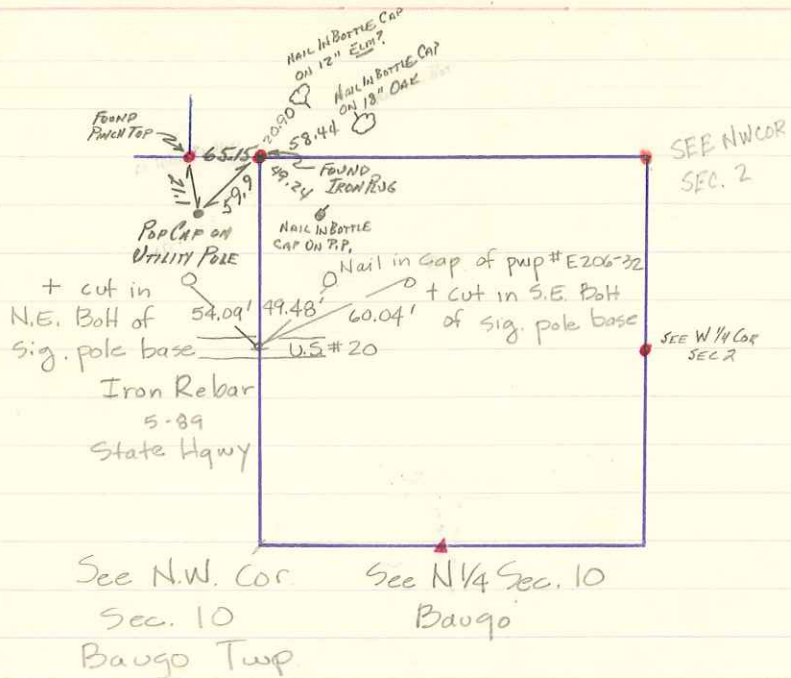 NAIL IN BOTTLE CAP
ON 12" ELM?
NAIL IN BOTTLE CAP
ON 18" OAK
FOUND
PINCH TOP
20.90
58.44
65.15
FOUND
IRON PLUG
49.24
21.1
59.9
SEE NWCOR
SEC. 2
POP CAP ON
UTILITY POLE
NAIL IN BOTTLE
CAP ON P.P.
Nail in Cap of pwp #E206-32
+ cut in
N.E. Bolt of
sig. pole base
54.09'
49.48'
60.04'
+ cut in S.E. Bolt
of sig. pole base
U.S #20
SEE W 1/4 COR
SEC 2
Iron Rebar
5-89
State Hgwy
See N.W. Cor.
Sec. 10
Baugo Twp
See N 1/4 Sec. 10
Baugo